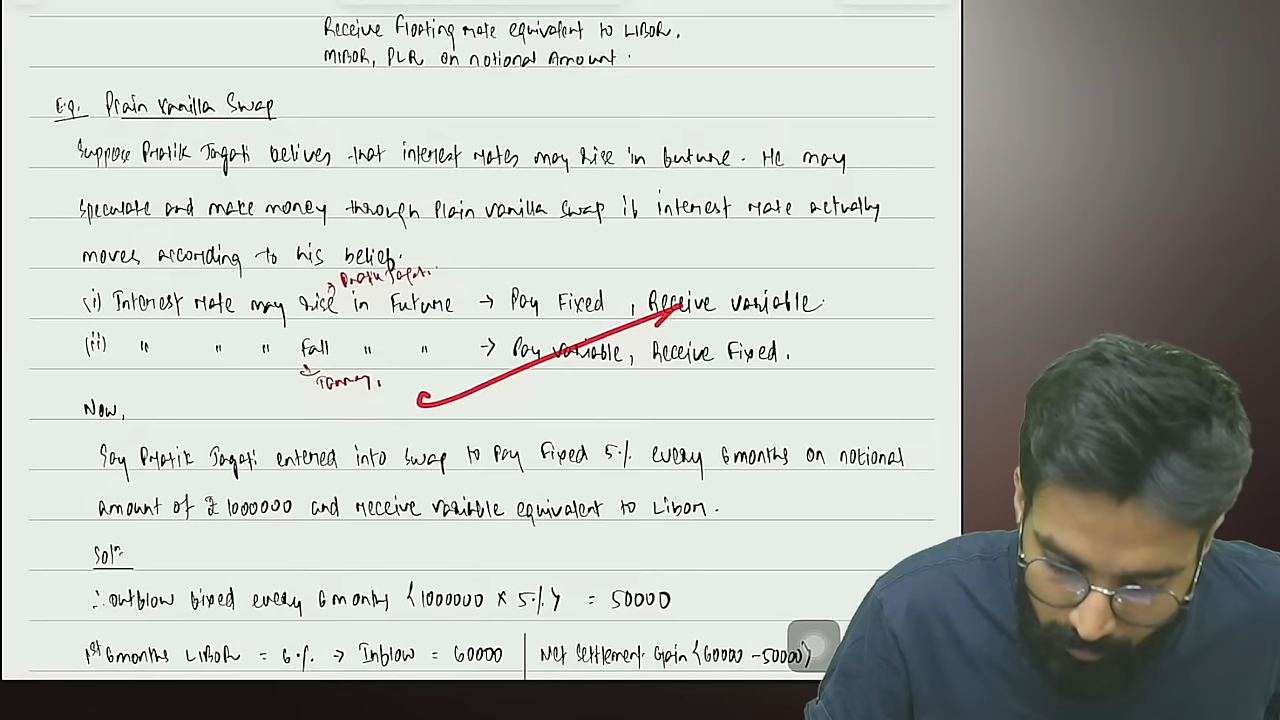 Receive Floating rate equivalent to LIBOR,
MIBOR, PLR on notional Amount.
E.g. Plain Vanilla Swap
Suppose Pratik Jagati belives that interest rates may rise in future. He may
speculate and make money through Plain vanilla swap if interest rate actually
moves according to his belief.
→ Pratik Jagati.
(i) Interest Rate may rise in Future → Pay Fixed, Receive variable.
(ii) " " " Fall " " → Pay variable, Receive Fixed.
Now,
Say Pratik Jagati entered into swap to Pay Fixed 5% every 6 months on notional
amount of ₹ 1000000 and receive variable equivalent to Libor.
Solⁿ:
∴ outflow fixed every 6 months {1000000 x 5%} = 50000
1st 6 months LIBOR = 6% → Inflow = 60000 | Net Settlement Gain {60000 - 50000}